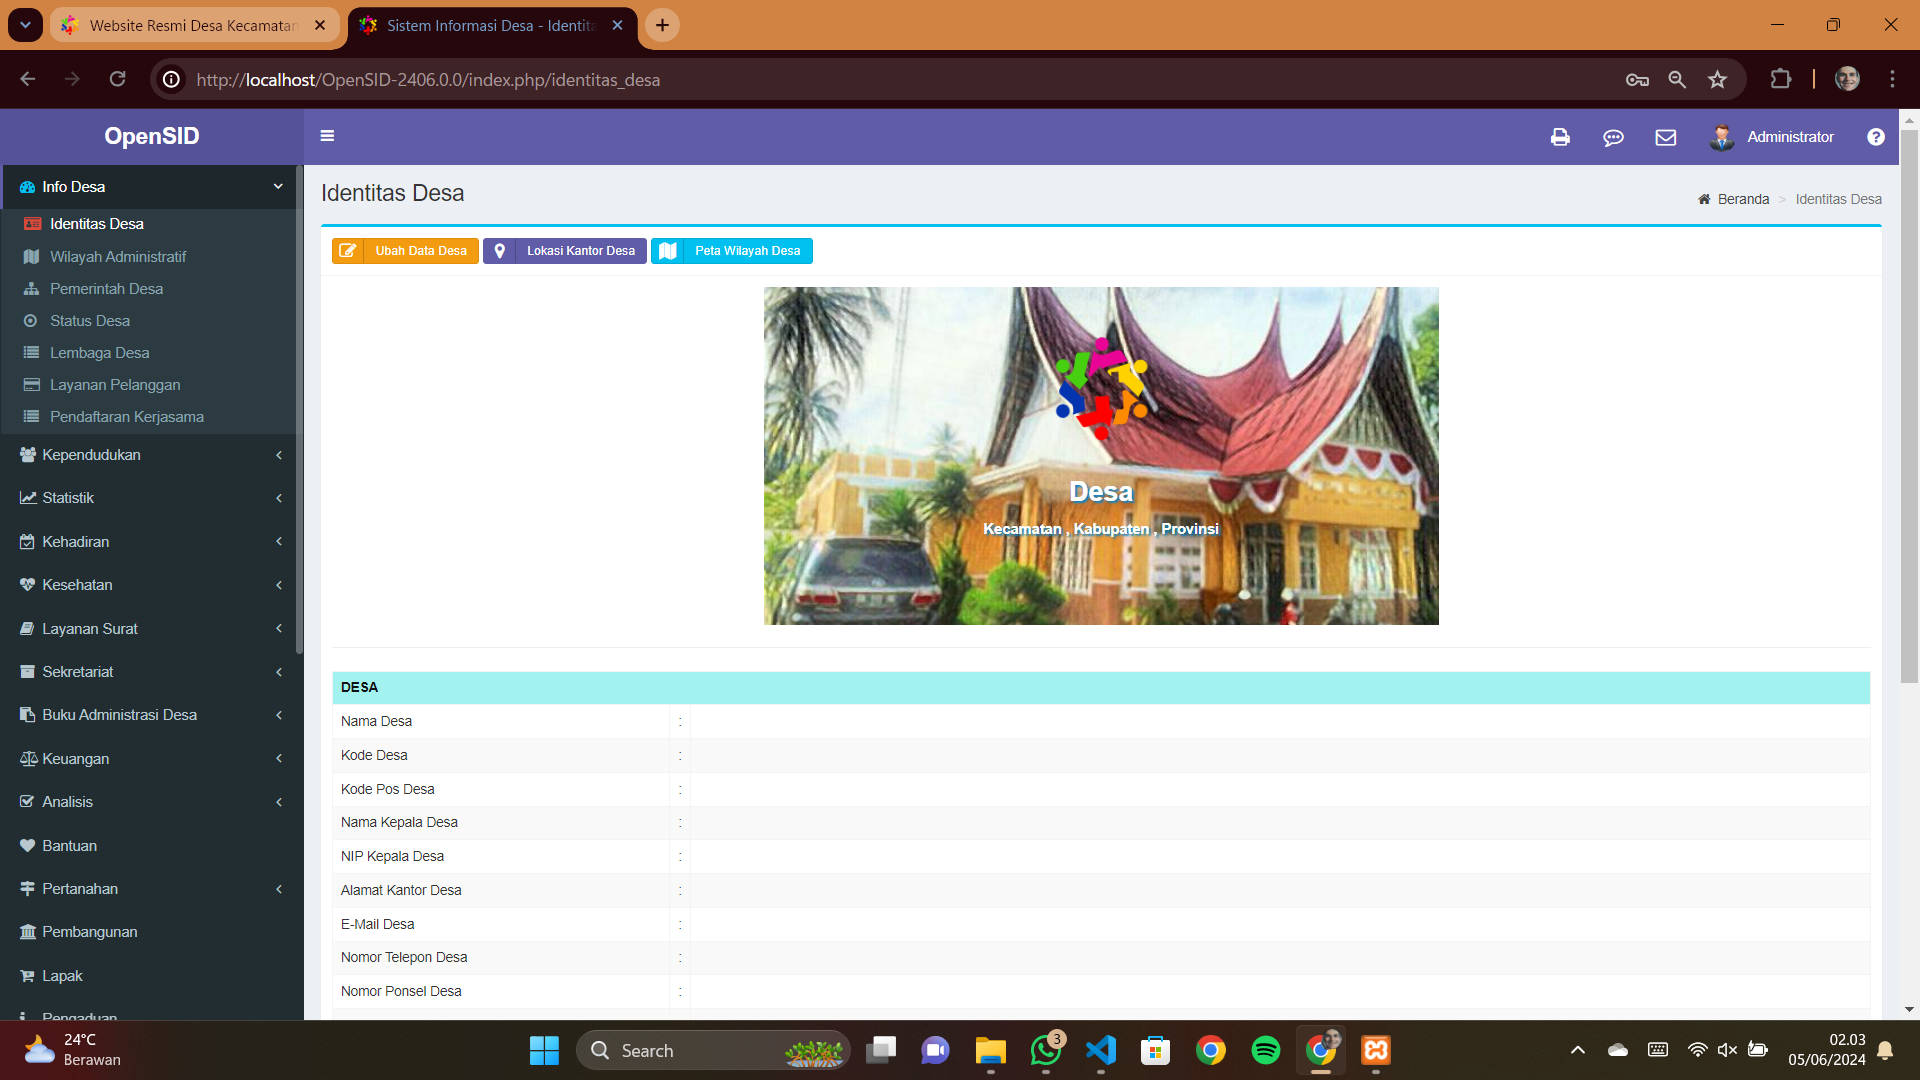 Website Resmi Desa Kecamatan
Sistem Informasi Desa - Identita
http://localhost/OpenSID-2406.0.0/index.php/identitas_desa
OpenSID
Administrator
Info Desa
Identitas Desa
Wilayah Administratif
Pemerintah Desa
Status Desa
Lembaga Desa
Layanan Pelanggan
Pendaftaran Kerjasama
Kependudukan
Statistik
Kehadiran
Kesehatan
Layanan Surat
Sekretariat
Buku Administrasi Desa
Keuangan
Analisis
Bantuan
Pertanahan
Pembangunan
Lapak
Pengaduan
Identitas Desa
Beranda > Identitas Desa
Ubah Data Desa
Lokasi Kantor Desa
Peta Wilayah Desa
Desa
Kecamatan , Kabupaten , Provinsi
DESA
Nama Desa :
Kode Desa :
Kode Pos Desa :
Nama Kepala Desa :
NIP Kepala Desa :
Alamat Kantor Desa :
E-Mail Desa :
Nomor Telepon Desa :
Nomor Ponsel Desa :
24°C
Berawan
Search
3
02.03
05/06/2024